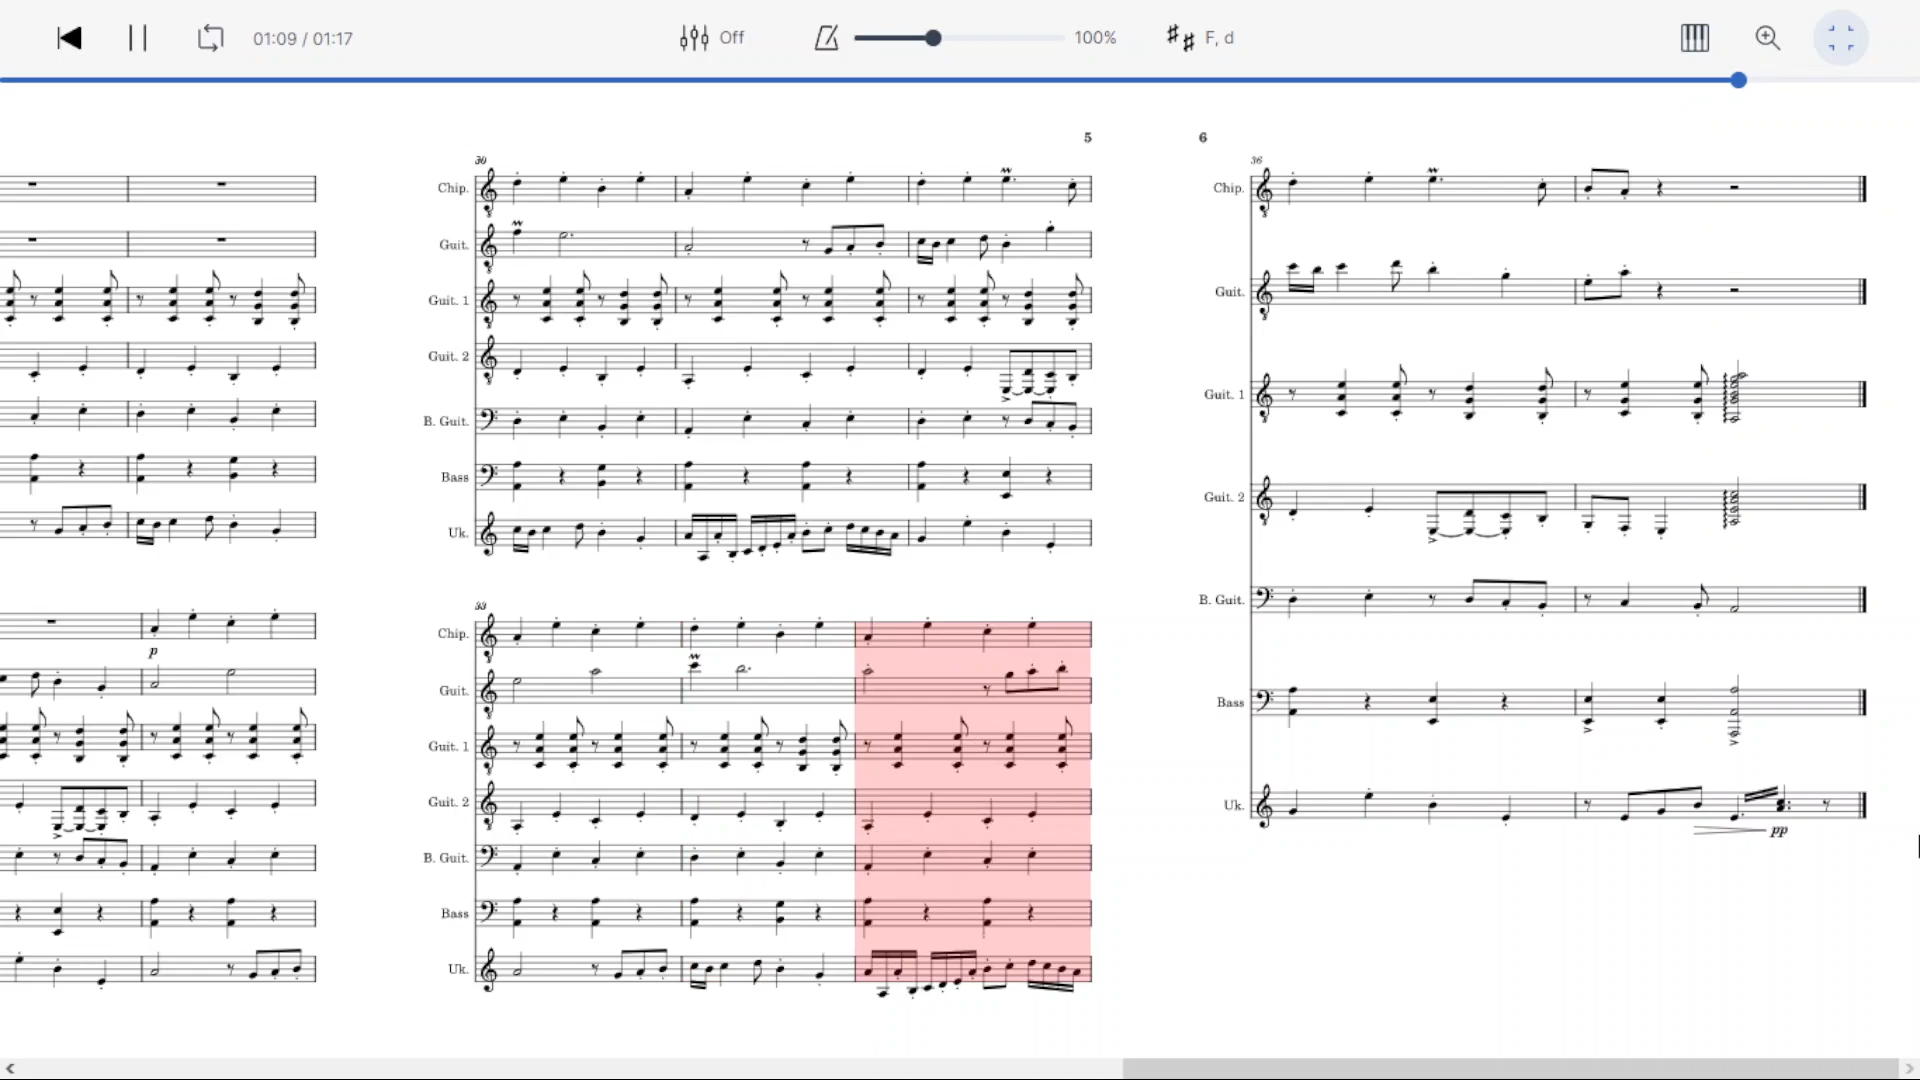 01:09 / 01:17
Off
100%
F, d
5
30
Chip.
Guit.
Guit. 1
Guit. 2
B. Guit.
Bass
Uk.
p
33
Chip.
Guit.
Guit. 1
Guit. 2
B. Guit.
Bass
Uk.
6
36
Chip.
Guit.
Guit. 1
Guit. 2
B. Guit.
Bass
Uk.
pp